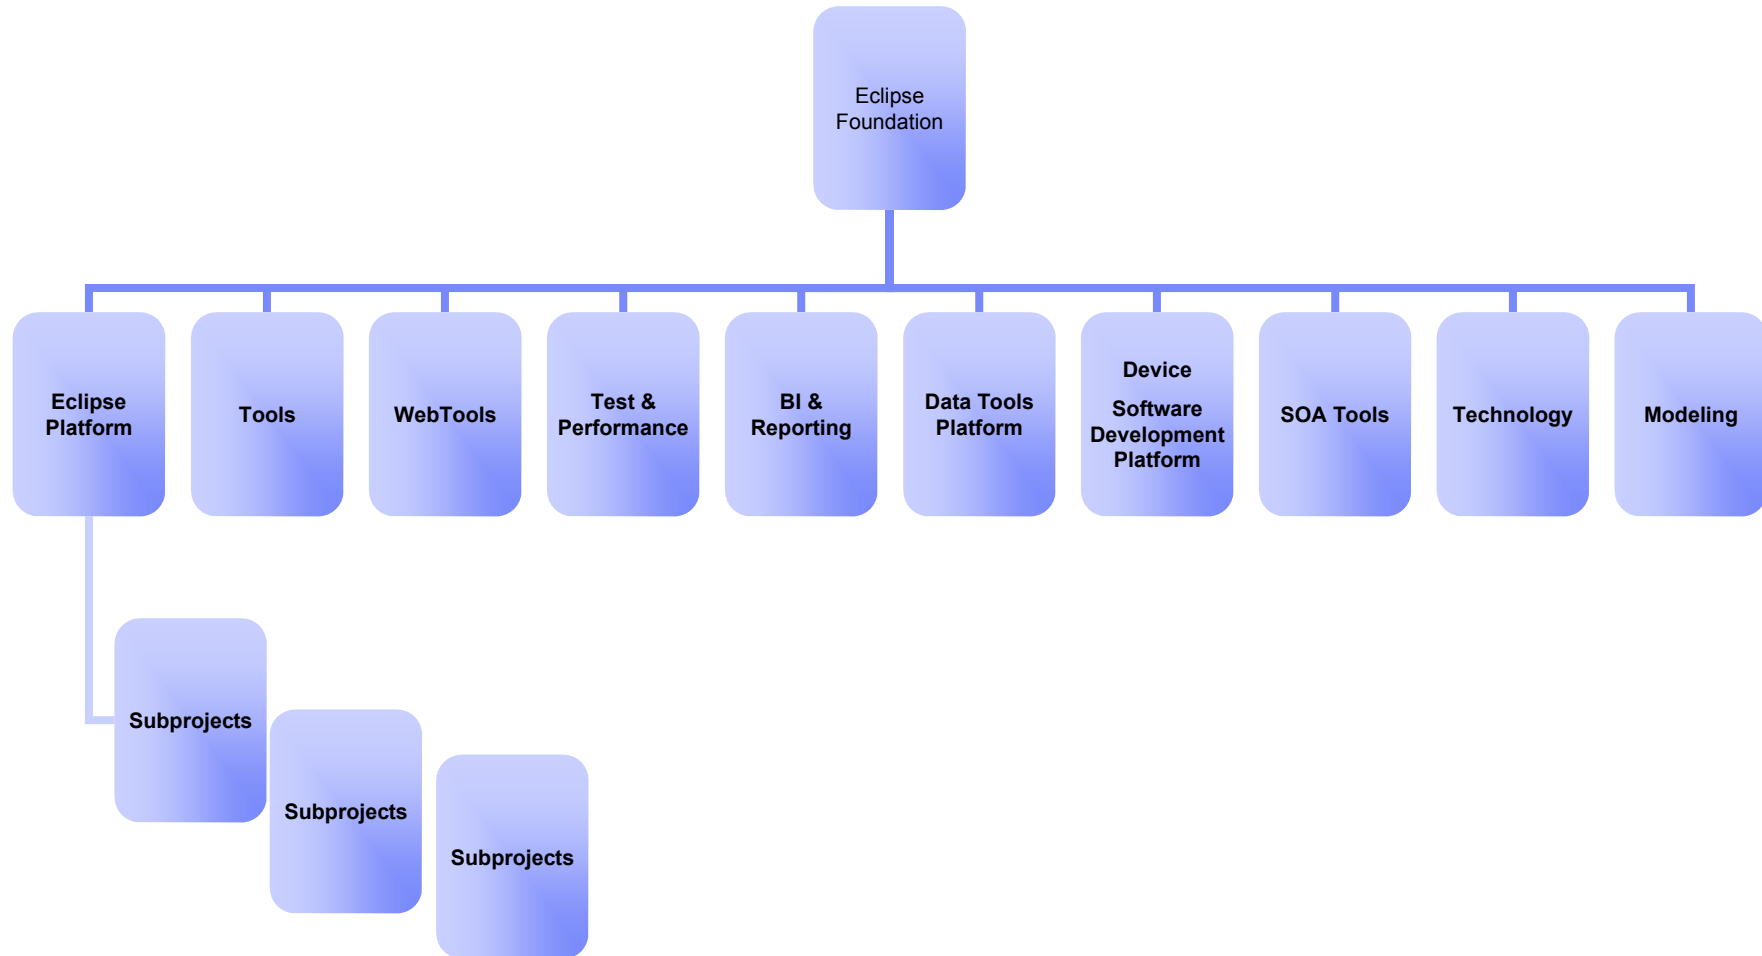 Eclipse
Foundation
Eclipse
Platform
Tools
WebTools
Test &
Performance
BI &
Reporting
Data Tools
Platform
Device
Software
Development
Platform
SOA Tools
Technology
Modeling
Subprojects
Subprojects
Subprojects